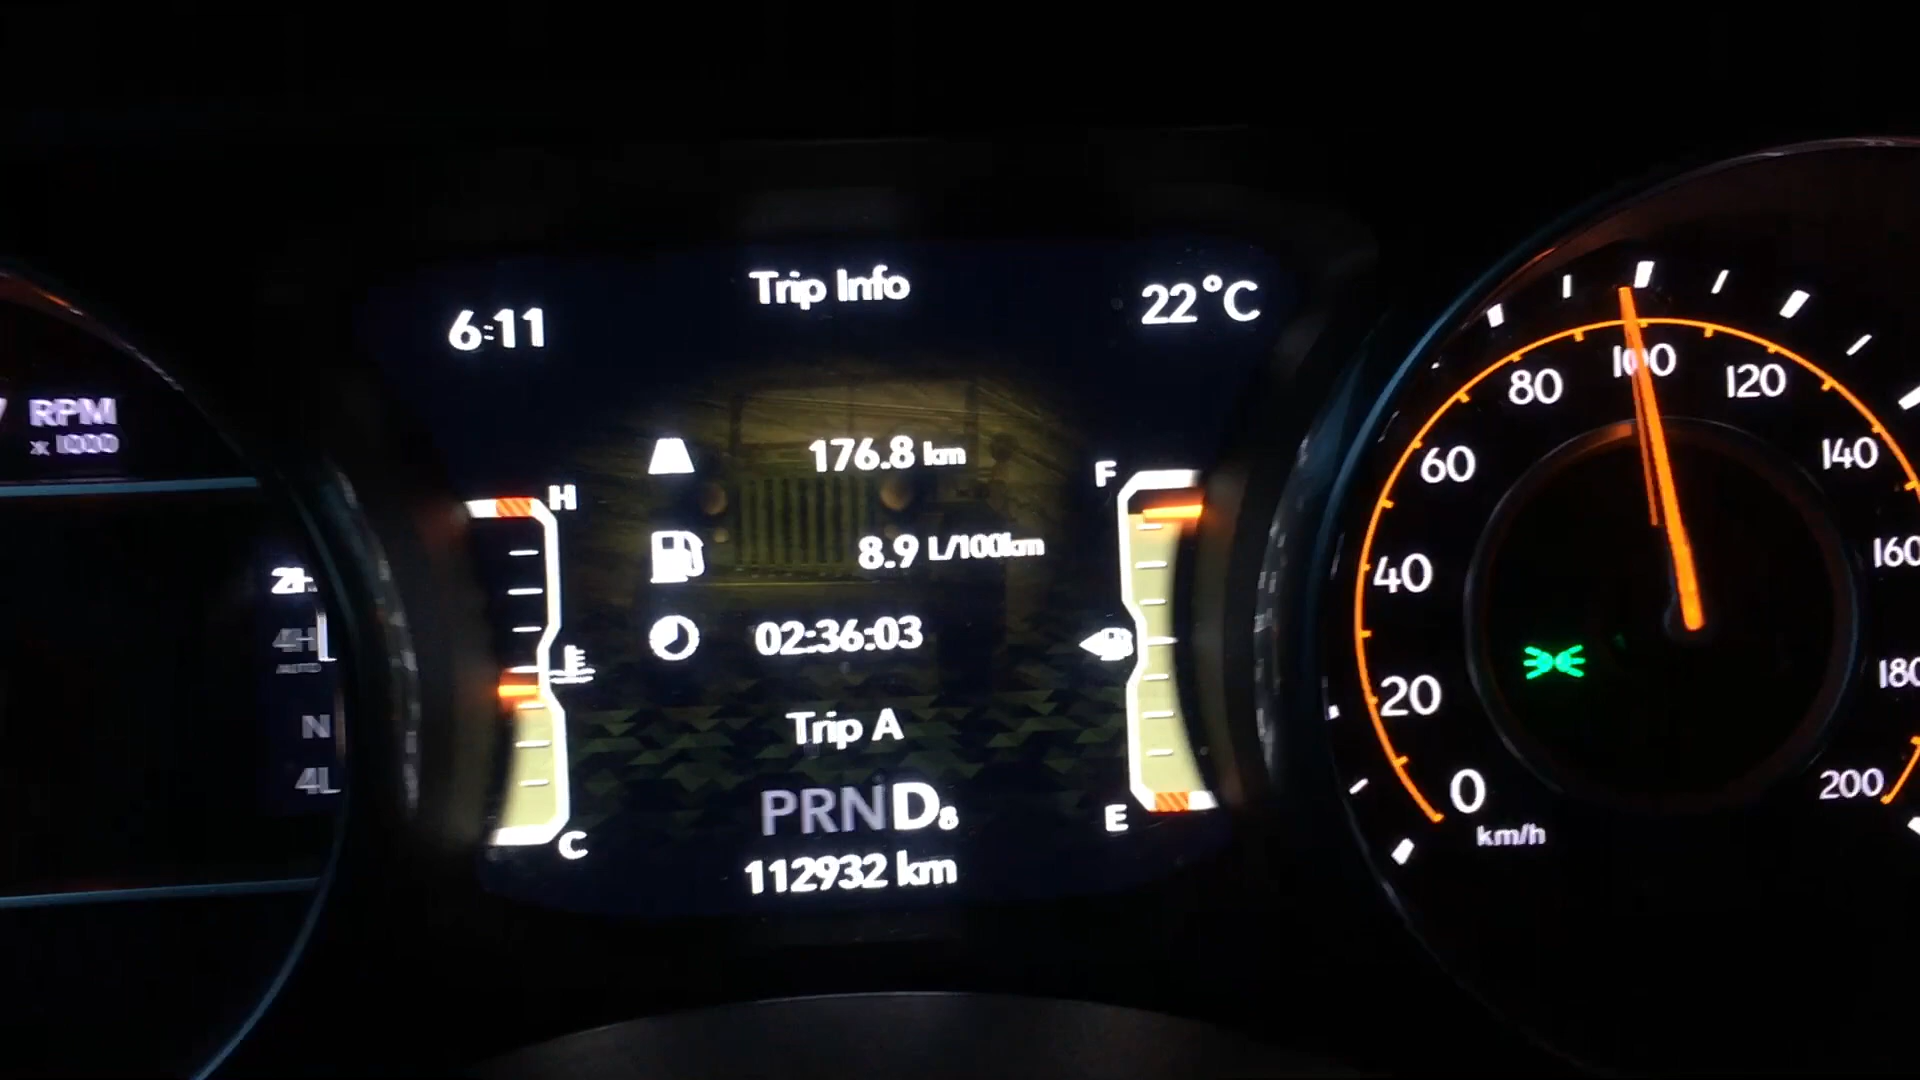 Trip Info
6:11
22°C
RPM
x 1000
176.8 km
8.9 L/100km
02:36:03
Trip A
PRND8
112932 km
H
C
F
E
4H
AUTO
N
4L
0
20
40
60
80
100
120
140
160
180
200
km/h